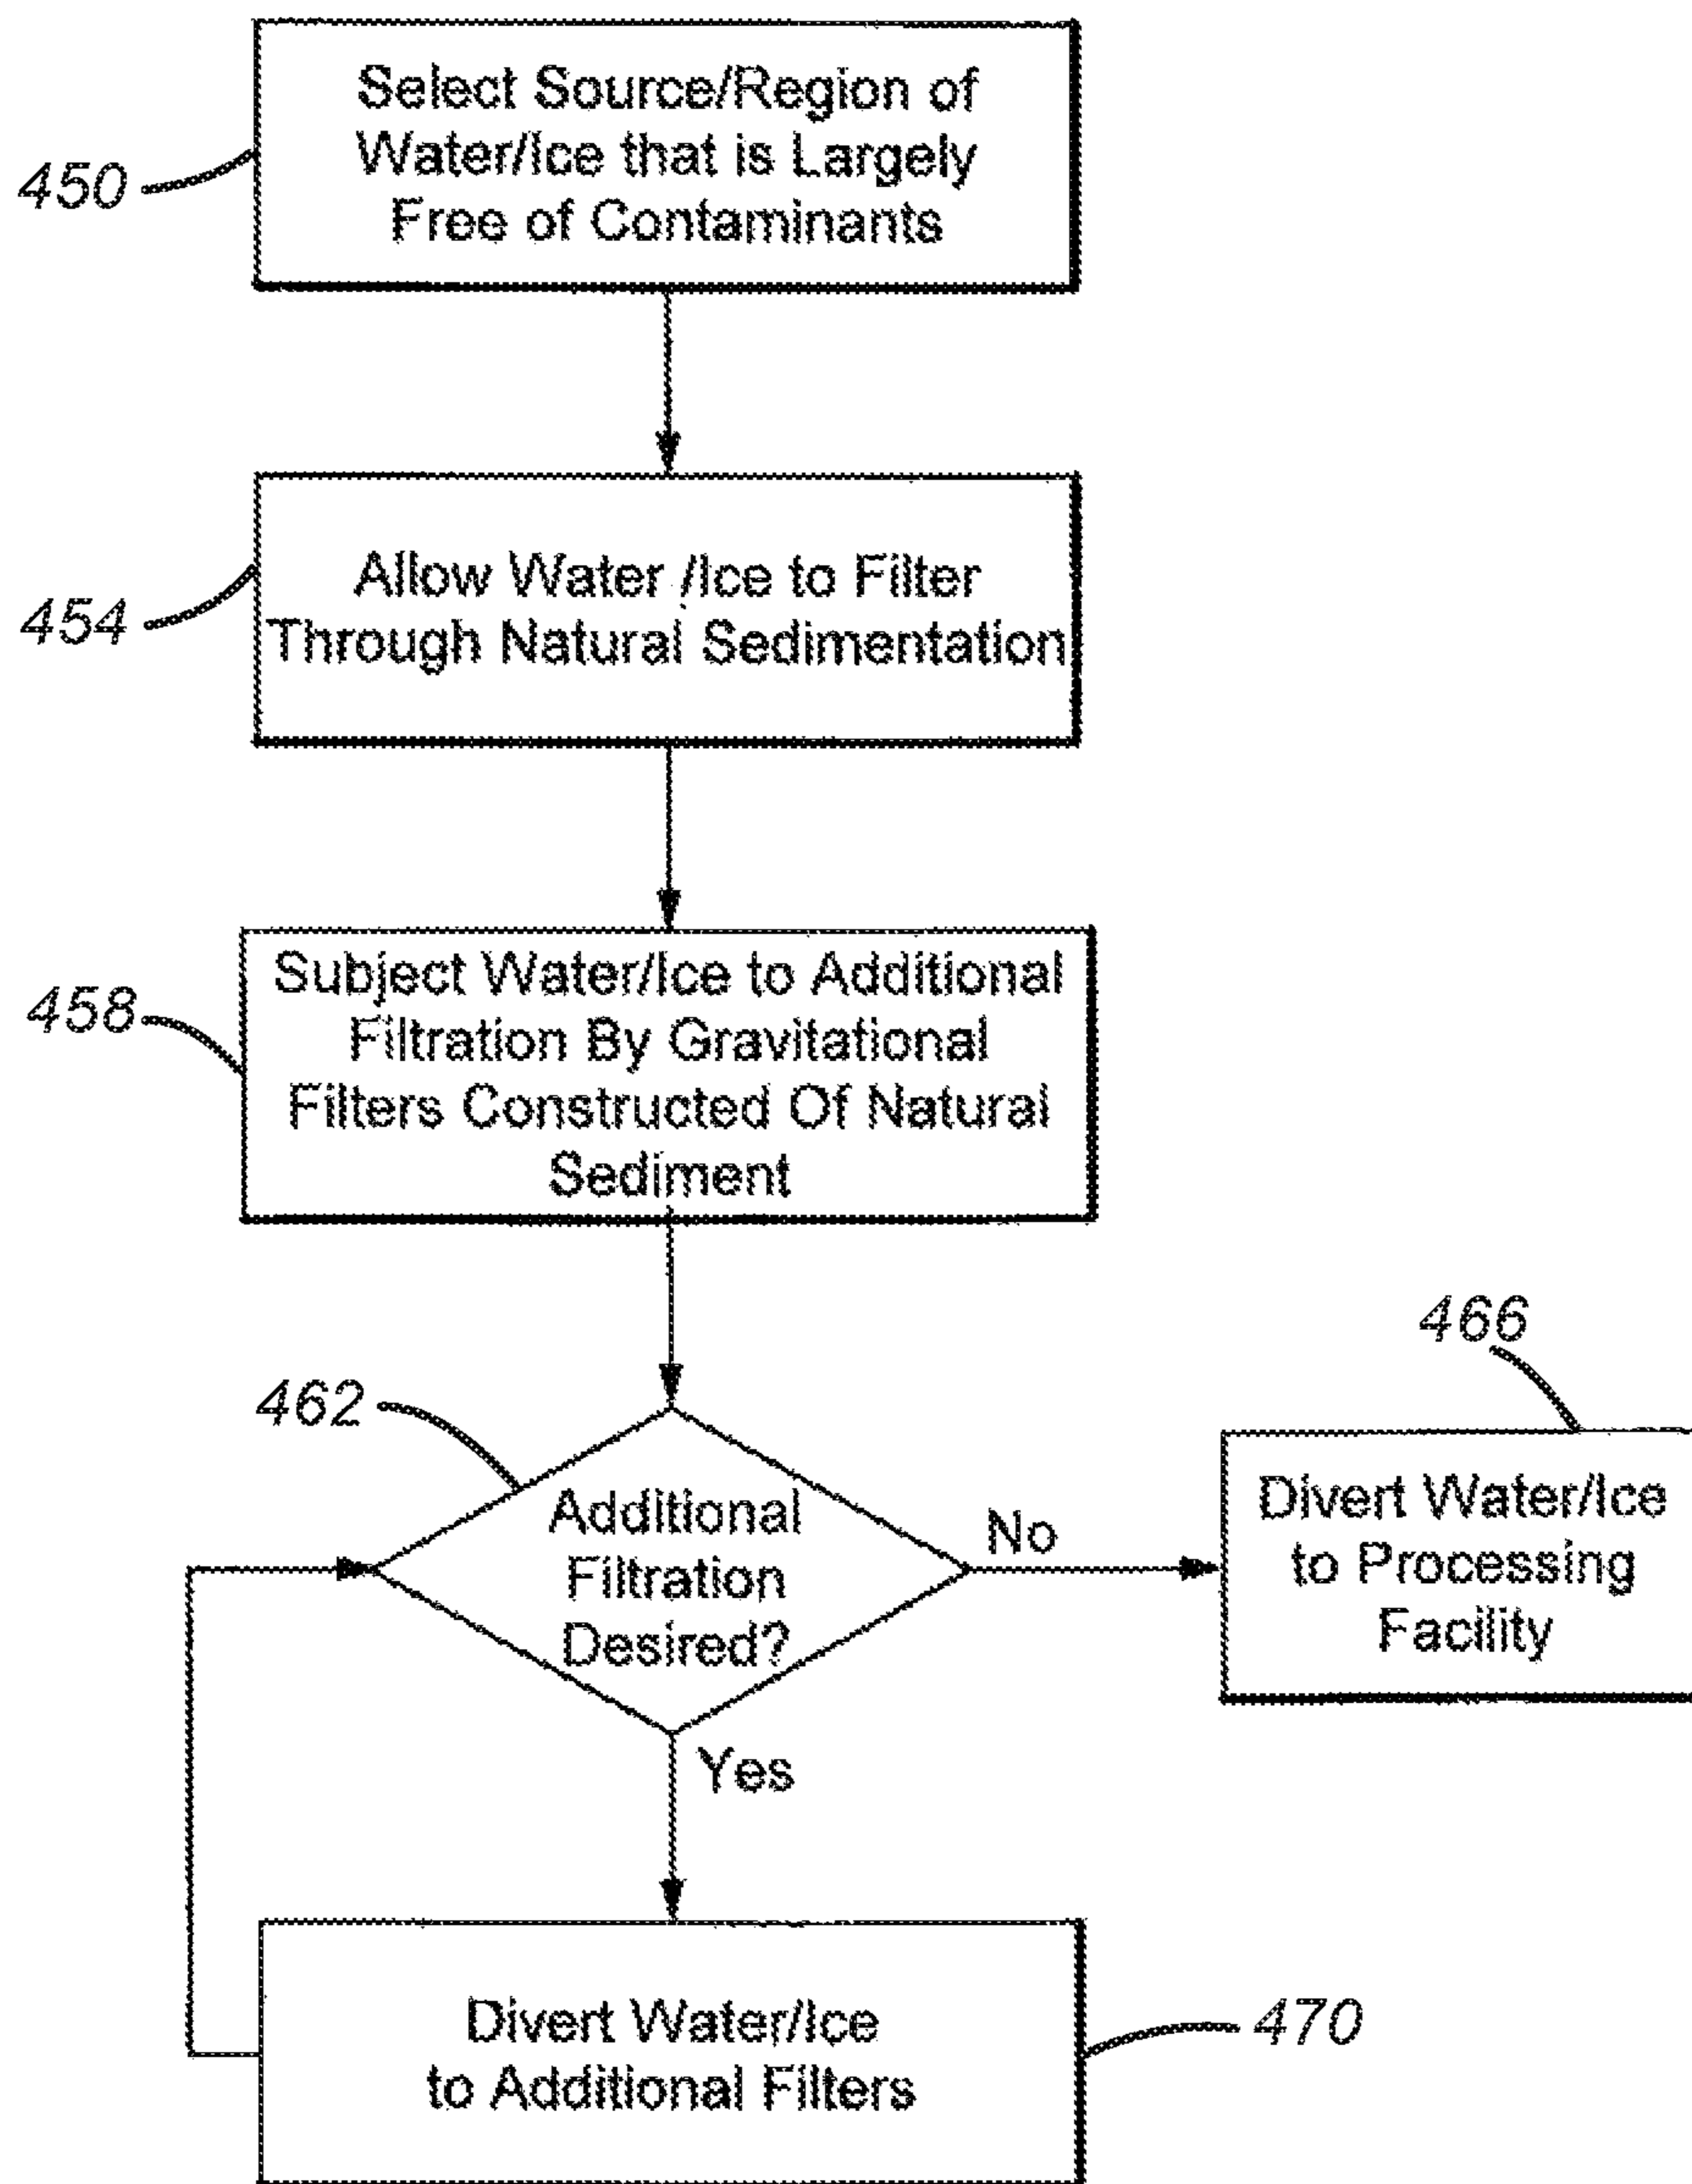 450
Select Source/Region of
Water/Ice that is Largely
Free of Contaminants
454
Allow Water /Ice to Filter
Through Natural Sedimentation
458
Subject Water/Ice to Additional
Filtration By Gravitational
Filters Constructed Of Natural
Sediment
462
Additional
Filtration
Desired?
No
466
Divert Water/Ice
to Processing
Facility
Yes
Divert Water/Ice
to Additional Filters
470